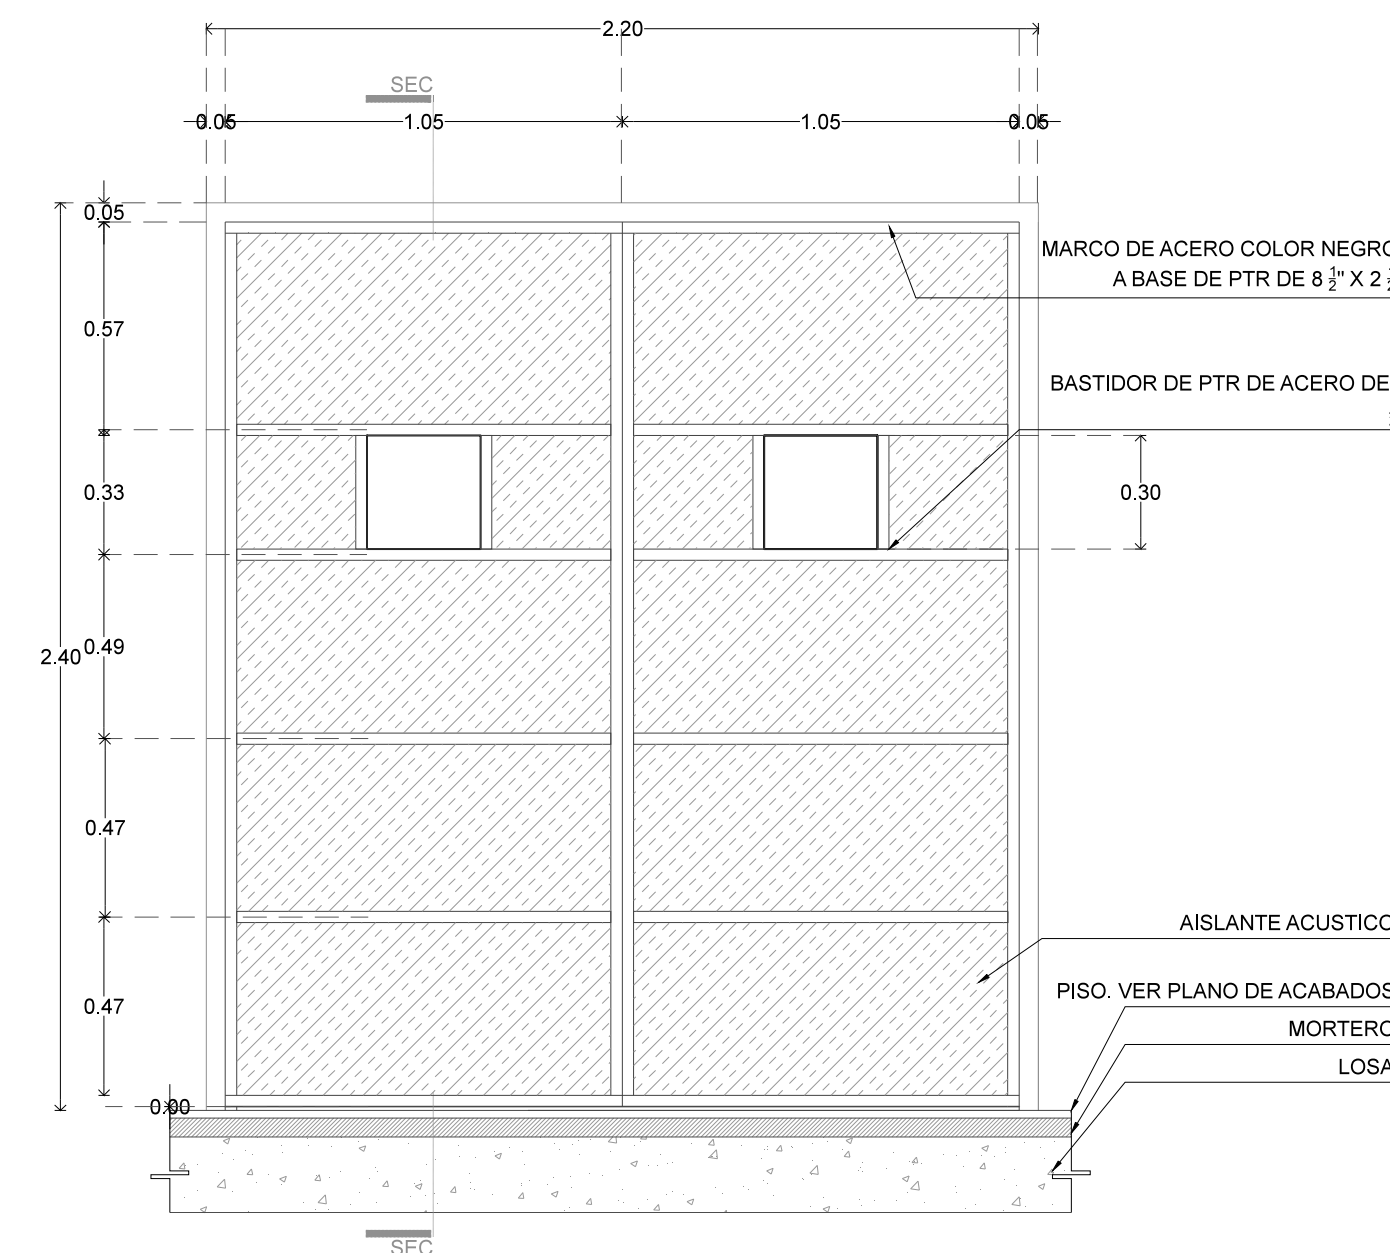 2.20
SEC
0.05
1.05
1.05
0.05
0.05
MARCO DE ACERO COLOR NEGRO
A BASE DE PTR DE 8 ½" X 2
0.57
BASTIDOR DE PTR DE ACERO DE
0.33
0.30
0.49
2.40
0.47
AISLANTE ACUSTICO
PISO. VER PLANO DE ACABADOS
0.47
MORTERO
LOSA
0.00
SEC